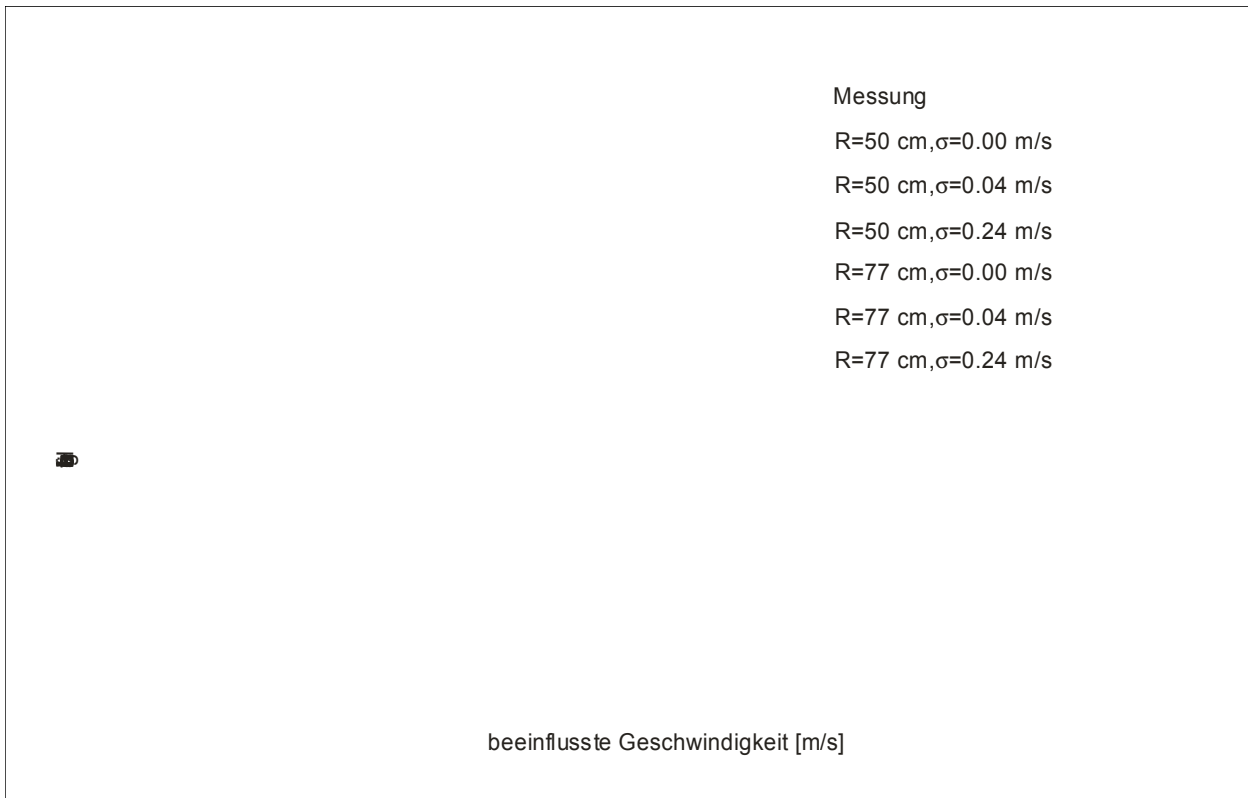 Messung
R=50 cm,σ=0.00 m/s
R=50 cm,σ=0.04 m/s
R=50 cm,σ=0.24 m/s
R=77 cm,σ=0.00 m/s
R=77 cm,σ=0.04 m/s
R=77 cm,σ=0.24 m/s
beeinflusste Geschwindigkeit [m/s]